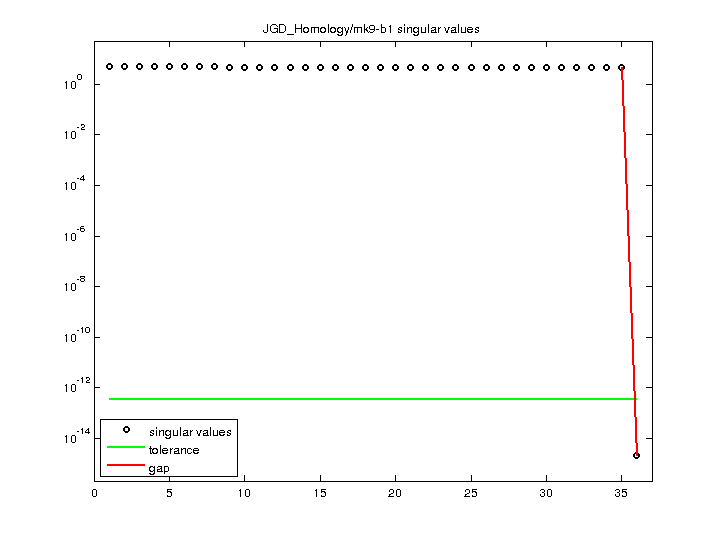 JGD_Homology/mk9-b1 singular values
10^0
10^-2
10^-4
10^-6
10^-8
10^-10
10^-12
10^-14
singular values
tolerance
gap
0 5 10 15 20 25 30 35